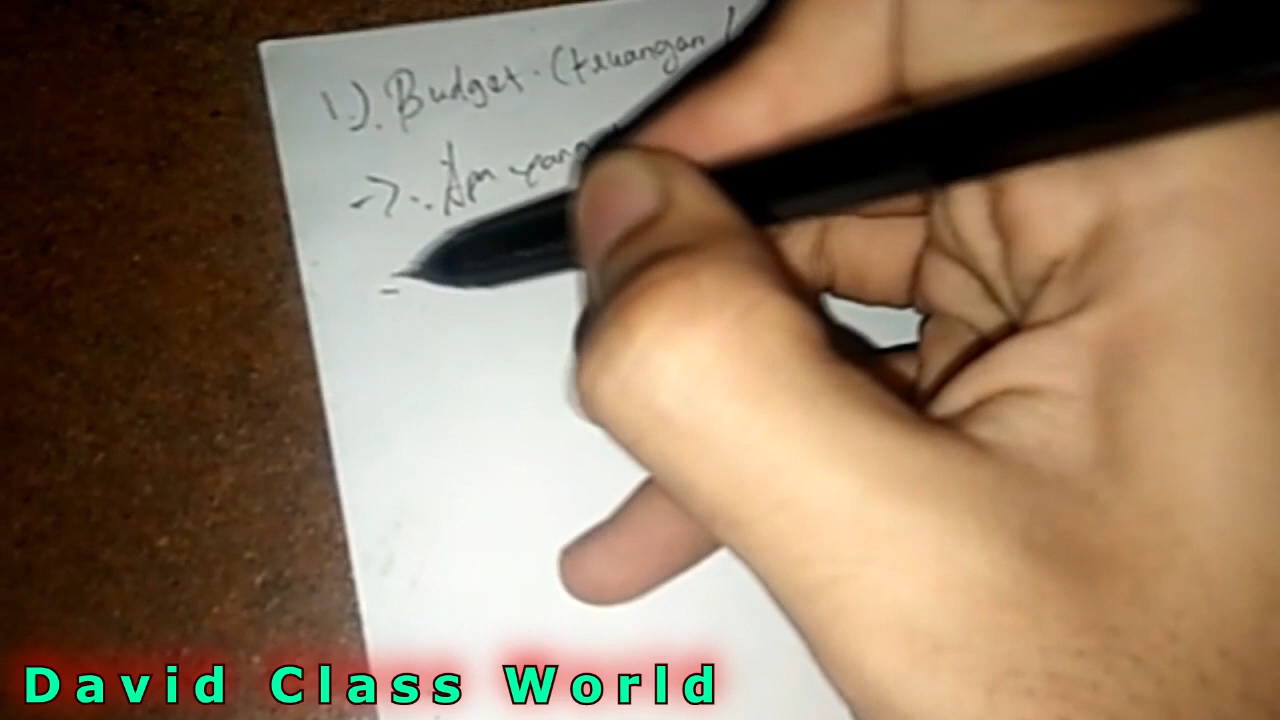 1.). Budget. (keuangan
-> .. Apa yang
-
David Class World